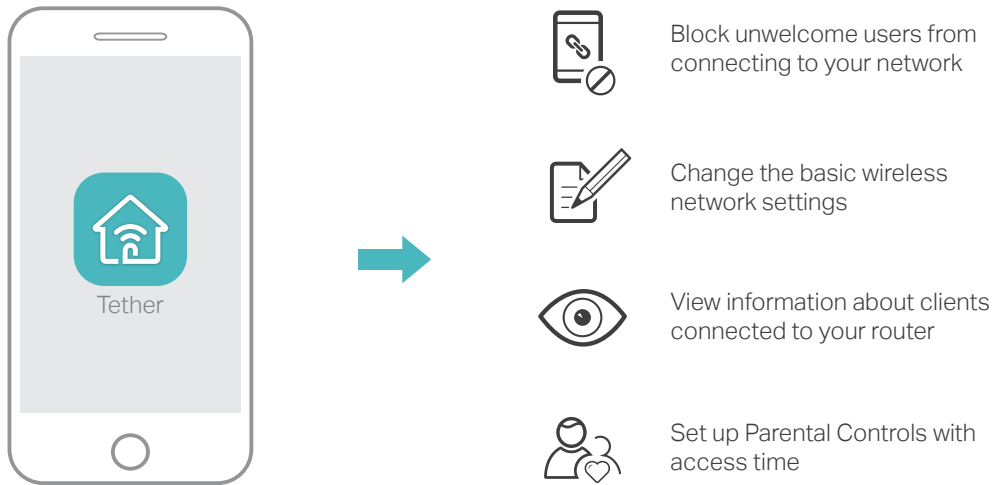 Tether
Block unwelcome users from
connecting to your network
Change the basic wireless
network settings
View information about clients
connected to your router
Set up Parental Controls with
access time